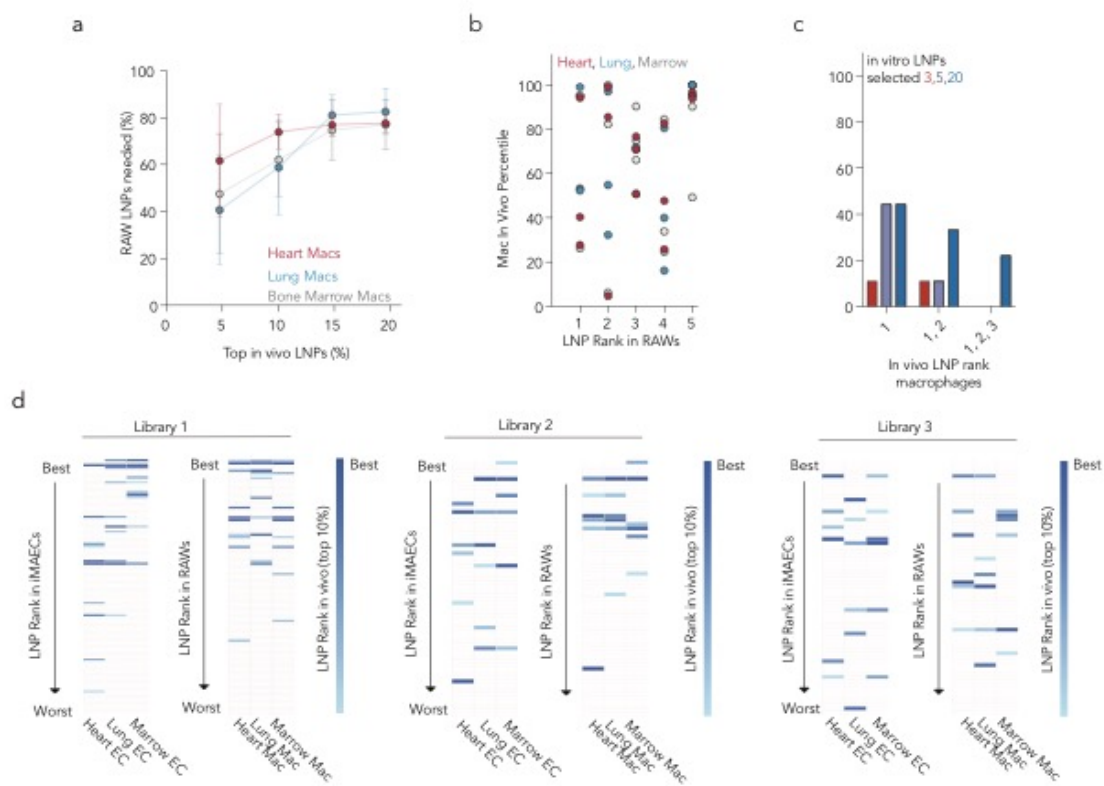 a
RAW LNPs needed (%)
100
80
60
40
20
0
0 5 10 15 20
Top in vivo LNPs (%)
Heart Macs
Lung Macs
Bone Marrow Macs
b
Heart, Lung, Marrow
Mac In Vivo Percentile
100
80
60
40
20
0
1 2 3 4 5
LNP Rank in RAWs
c
in vitro LNPs
selected 3,5,20
100
80
60
40
20
0
1 1, 2 1, 2, 3
In vivo LNP rank
macrophages
d
Library 1
Best
LNP Rank in iMAECs
Worst
Heart EC
Lung EC
Marrow EC
Best
LNP Rank in RAWs
Worst
Heart Mac
Lung Mac
Marrow Mac
Best
LNP Rank in vivo (top 10%)
Library 2
Best
LNP Rank in iMAECs
Worst
Heart EC
Lung EC
Marrow EC
LNP Rank in RAWs
Heart Mac
Lung Mac
Marrow Mac
Best
LNP Rank in vivo (top 10%)
Library 3
Best
LNP Rank in iMAECs
Worst
Heart EC
Lung EC
Marrow EC
LNP Rank in RAWs
Heart Mac
Lung Mac
Marrow Mac
Best
LNP Rank in vivo (top 10%)